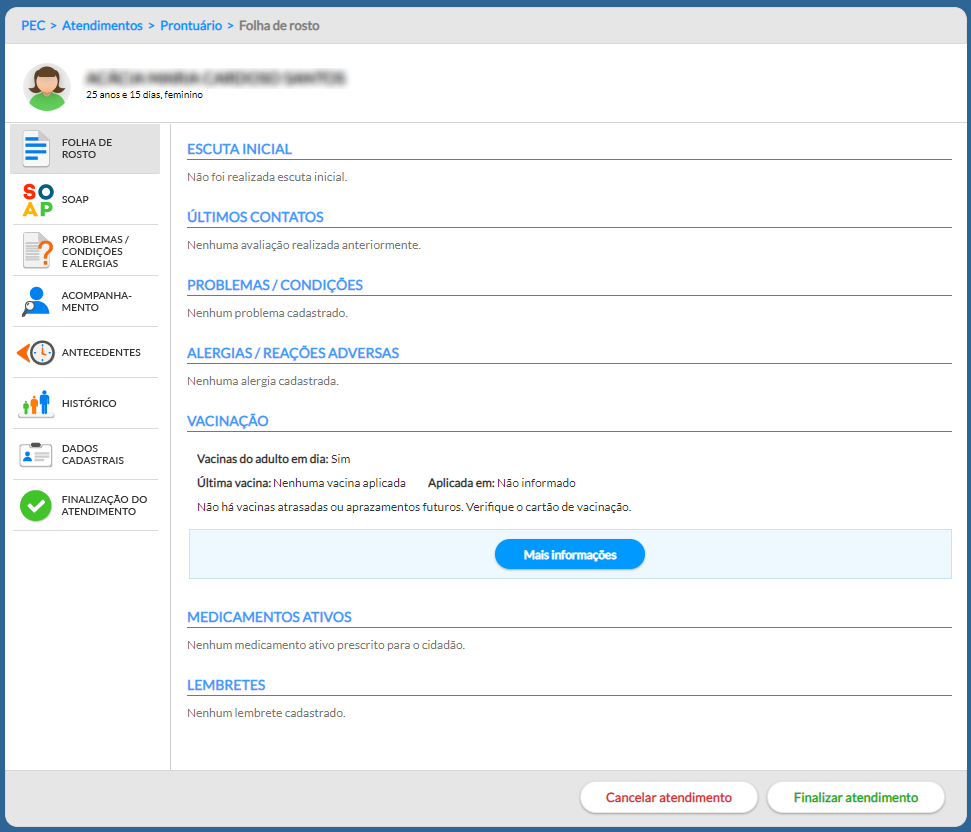 PEC > Atendimentos > Prontuário > Folha de rosto
25 anos e 15 dias, feminino
FOLHA DE
ROSTO
SOAP
SOAP
PROBLEMAS /
CONDIÇÕES
E ALERGIAS
ACOMPANHA-
MENTO
ANTECEDENTES
HISTÓRICO
DADOS
CADASTRAIS
FINALIZAÇÃO DO
ATENDIMENTO
ESCUTA INICIAL
Não foi realizada escuta inicial.
ÚLTIMOS CONTATOS
Nenhuma avaliação realizada anteriormente.
PROBLEMAS / CONDIÇÕES
Nenhum problema cadastrado.
ALERGIAS / REAÇÕES ADVERSAS
Nenhuma alergia cadastrada.
VACINAÇÃO
Vacinas do adulto em dia: Sim
Última vacina: Nenhuma vacina aplicada Aplicada em: Não informado
Não há vacinas atrasadas ou aprazamentos futuros. Verifique o cartão de vacinação.
Mais informações
MEDICAMENTOS ATIVOS
Nenhum medicamento ativo prescrito para o cidadão.
LEMBRETES
Nenhum lembrete cadastrado.
Cancelar atendimento Finalizar atendimento